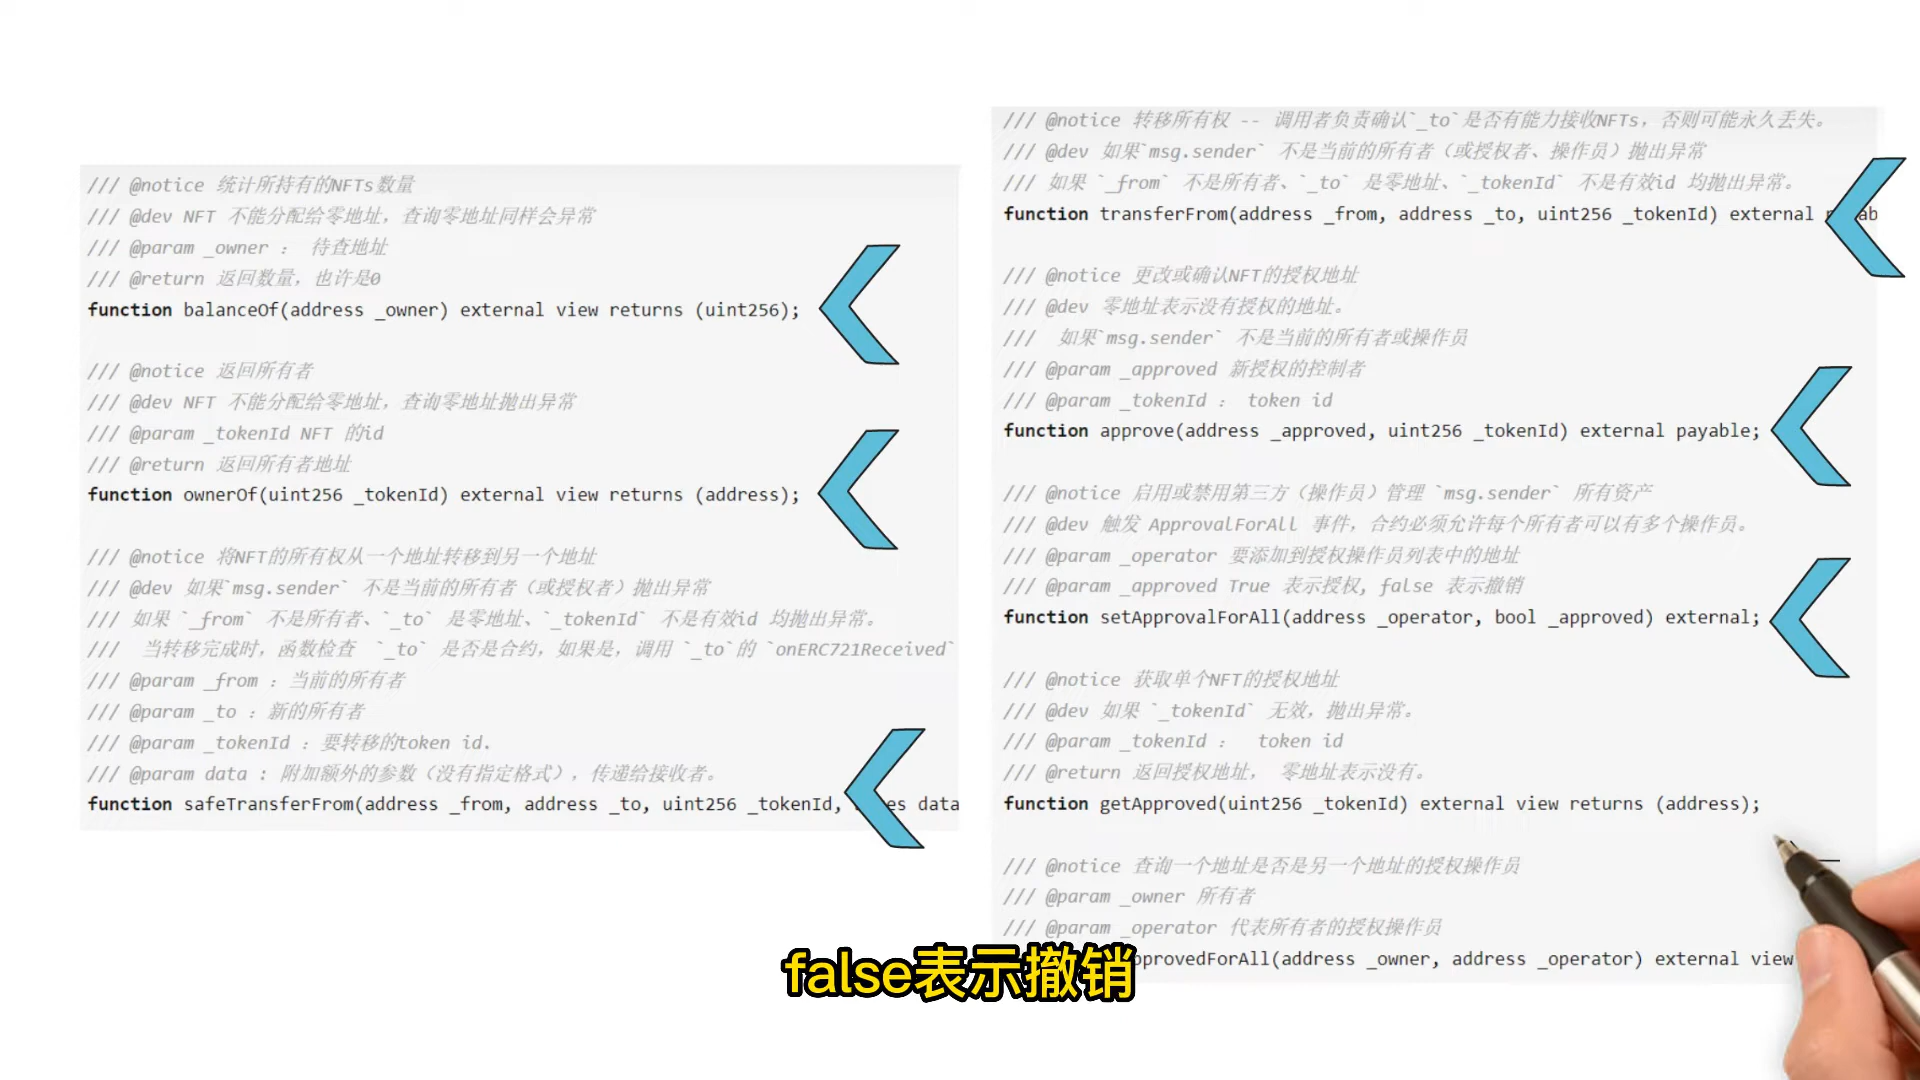 /// @notice 统计所持有的NFTs数量
/// @dev NFT 不能分配给零地址，查询零地址同样会异常
/// @param _owner ： 待查地址
/// @return 返回数量，也许是0
function balanceOf(address _owner) external view returns (uint256);
/// @notice 返回所有者
/// @dev NFT 不能分配给零地址，查询零地址抛出异常
/// @param _tokenId NFT 的id
/// @return 返回所有者地址
function ownerOf(uint256 _tokenId) external view returns (address);
/// @notice 将NFT的所有权从一个地址转移到另一个地址
/// @dev 如果`msg.sender` 不是当前的所有者（或授权者）抛出异常
/// 如果 `_from` 不是所有者、`_to` 是零地址、`_tokenId` 不是有效id 均抛出异常。
/// 当转移完成时，函数检查 `_to` 是否是合约，如果是，调用 `_to`的 `onERC721Received`
/// @param _from ：当前的所有者
/// @param _to ：新的所有者
/// @param _tokenId ：要转移的token id.
/// @param data : 附加额外的参数（没有指定格式），传递给接收者。
function safeTransferFrom(address _from, address _to, uint256 _tokenId, data
/// @notice 转移所有权 -- 调用者负责确认`_to`是否有能力接收NFTs，否则可能永久丢失。
/// @dev 如果`msg.sender` 不是当前的所有者（或授权者、操作员）抛出异常
/// 如果 `_from` 不是所有者、`_to` 是零地址、`_tokenId` 不是有效id 均抛出异常。
function transferFrom(address _from, address _to, uint256 _tokenId) external
/// @notice 更改或确认NFT的授权地址
/// @dev 零地址表示没有授权的地址。
/// 如果`msg.sender` 不是当前的所有者或操作员
/// @param _approved 新授权的控制者
/// @param _tokenId ： token id
function approve(address _approved, uint256 _tokenId) external payable;
/// @notice 启用或禁用第三方（操作员）管理 `msg.sender` 所有资产
/// @dev 触发 ApprovalForAll 事件，合约必须允许每个所有者可以有多个操作员。
/// @param _operator 要添加到授权操作员列表中的地址
/// @param _approved True 表示授权, false 表示撤销
function setApprovalForAll(address _operator, bool _approved) external;
/// @notice 获取单个NFT的授权地址
/// @dev 如果 `_tokenId` 无效，抛出异常。
/// @param _tokenId ： token id
/// @return 返回授权地址， 零地址表示没有。
function getApproved(uint256 _tokenId) external view returns (address);
/// @notice 查询一个地址是否是另一个地址的授权操作员
/// @param _owner 所有者
/// @param _operator 代表所有者的授权操作员
provedForAll(address _owner, address _operator) external view
false表示撤销